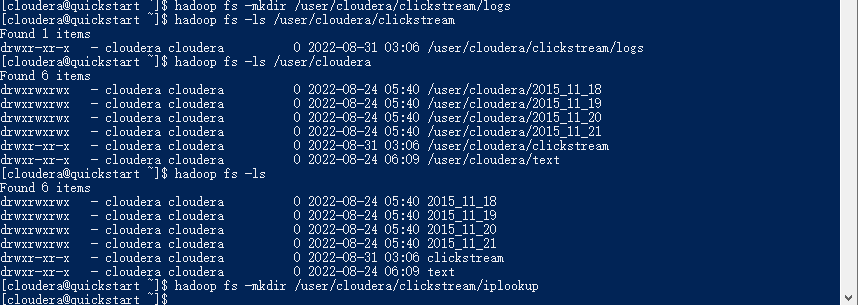 [cloudera@quickstart ~]$ hadoop fs -mkdir /user/cloudera/clickstream/logs
[cloudera@quickstart ~]$ hadoop fs -ls /user/cloudera/clickstream
Found 1 items
drwxr-xr-x   - cloudera cloudera          0 2022-08-31 03:06 /user/cloudera/clickstream/logs
[cloudera@quickstart ~]$ hadoop fs -ls /user/cloudera
Found 6 items
drwxrwxrwx   - cloudera cloudera          0 2022-08-24 05:40 /user/cloudera/2015_11_18
drwxrwxrwx   - cloudera cloudera          0 2022-08-24 05:40 /user/cloudera/2015_11_19
drwxrwxrwx   - cloudera cloudera          0 2022-08-24 05:40 /user/cloudera/2015_11_20
drwxrwxrwx   - cloudera cloudera          0 2022-08-24 05:40 /user/cloudera/2015_11_21
drwxr-xr-x   - cloudera cloudera          0 2022-08-31 03:06 /user/cloudera/clickstream
drwxr-xr-x   - cloudera cloudera          0 2022-08-24 06:09 /user/cloudera/text
[cloudera@quickstart ~]$ hadoop fs -ls
Found 6 items
drwxrwxrwx   - cloudera cloudera          0 2022-08-24 05:40 2015_11_18
drwxrwxrwx   - cloudera cloudera          0 2022-08-24 05:40 2015_11_19
drwxrwxrwx   - cloudera cloudera          0 2022-08-24 05:40 2015_11_20
drwxrwxrwx   - cloudera cloudera          0 2022-08-24 05:40 2015_11_21
drwxr-xr-x   - cloudera cloudera          0 2022-08-31 03:06 clickstream
drwxr-xr-x   - cloudera cloudera          0 2022-08-24 06:09 text
[cloudera@quickstart ~]$ hadoop fs -mkdir /user/cloudera/clickstream/iplookup
[cloudera@quickstart ~]$